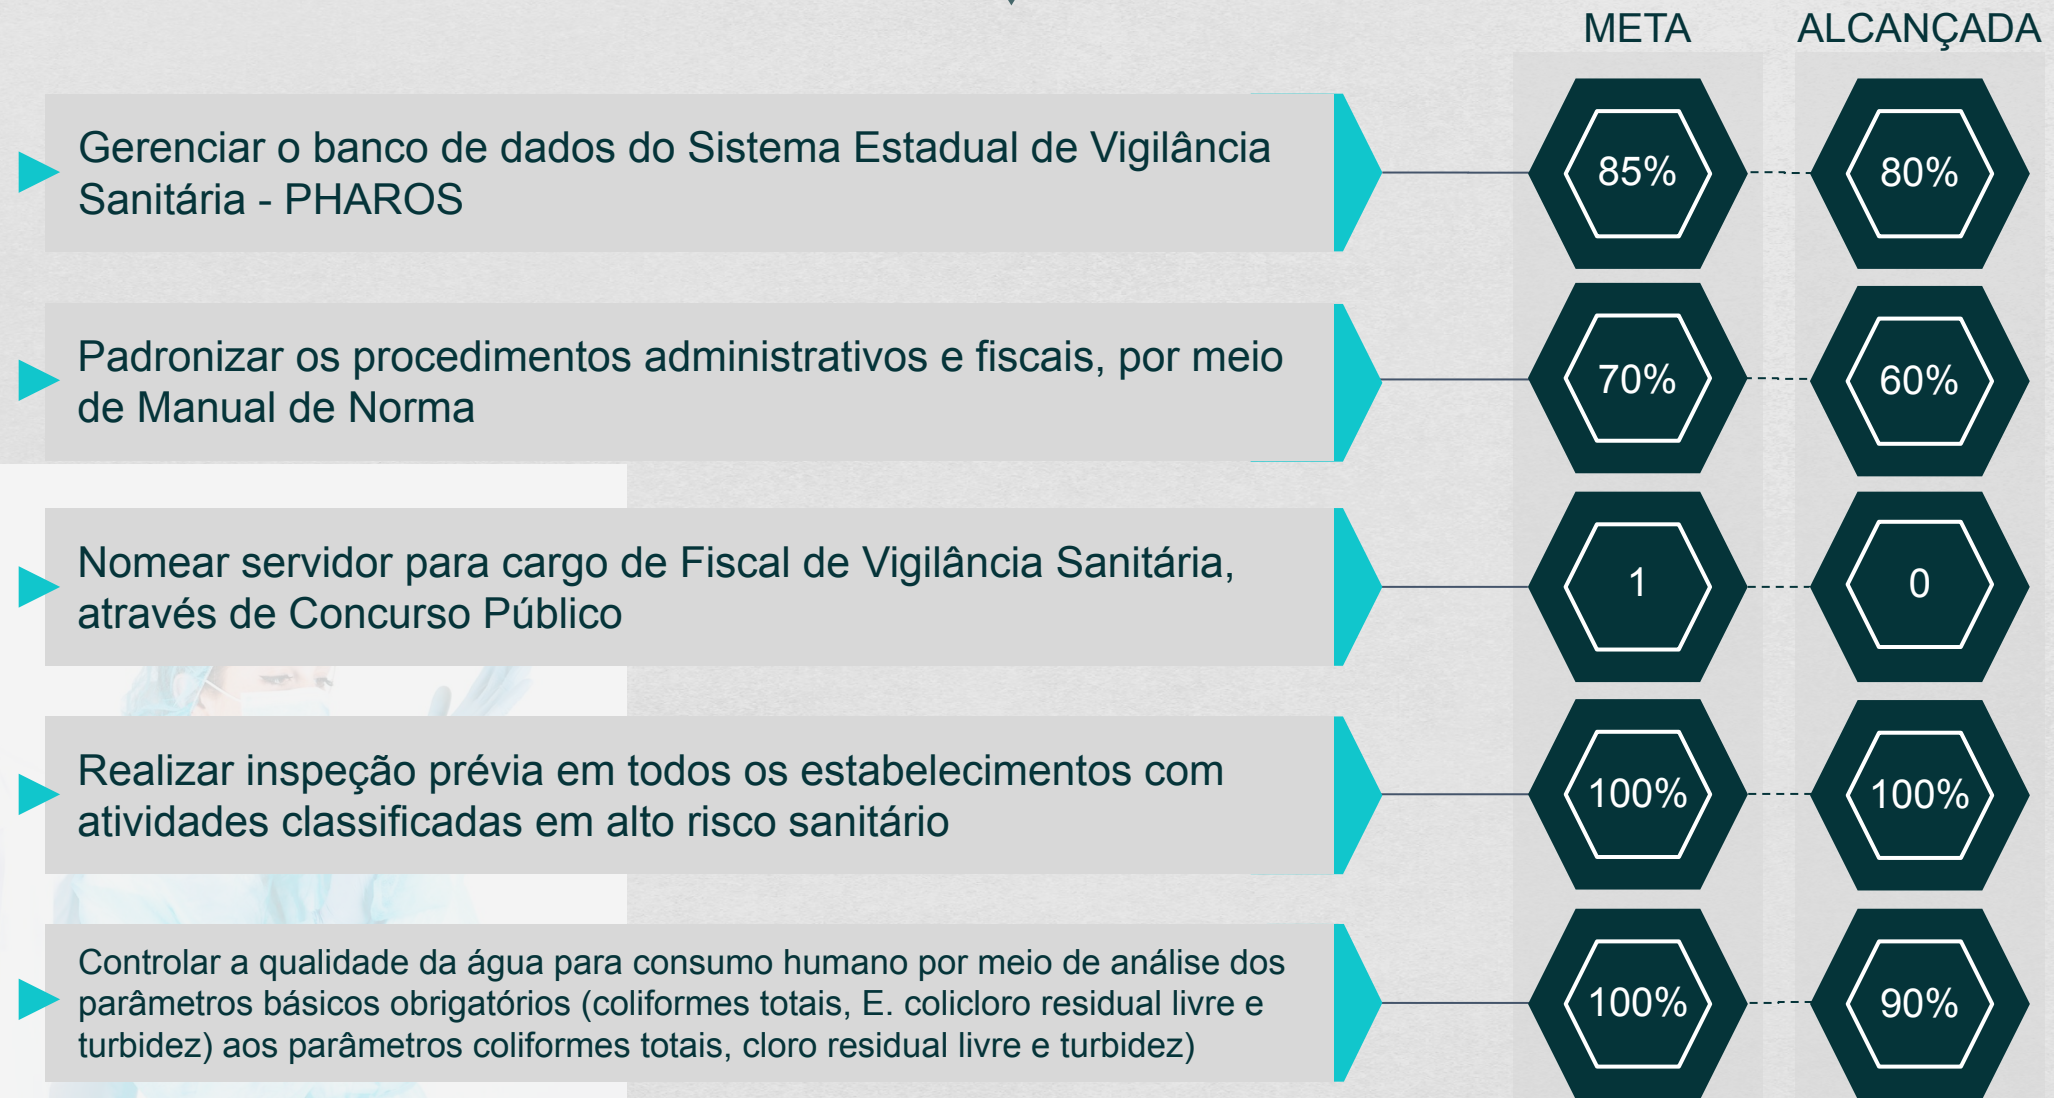 META ALCANÇADA
Gerenciar o banco de dados do Sistema Estadual de Vigilância
Sanitária - PHAROS
85% 80%
Padronizar os procedimentos administrativos e fiscais, por meio
de Manual de Norma
70% 60%
Nomear servidor para cargo de Fiscal de Vigilância Sanitária,
através de Concurso Público
1 0
Realizar inspeção prévia em todos os estabelecimentos com
atividades classificadas em alto risco sanitário
100% 100%
Controlar a qualidade da água para consumo humano por meio de análise dos
parâmetros básicos obrigatórios (coliformes totais, E. colicloro residual livre e
turbidez) aos parâmetros coliformes totais, cloro residual livre e turbidez)
100% 90%